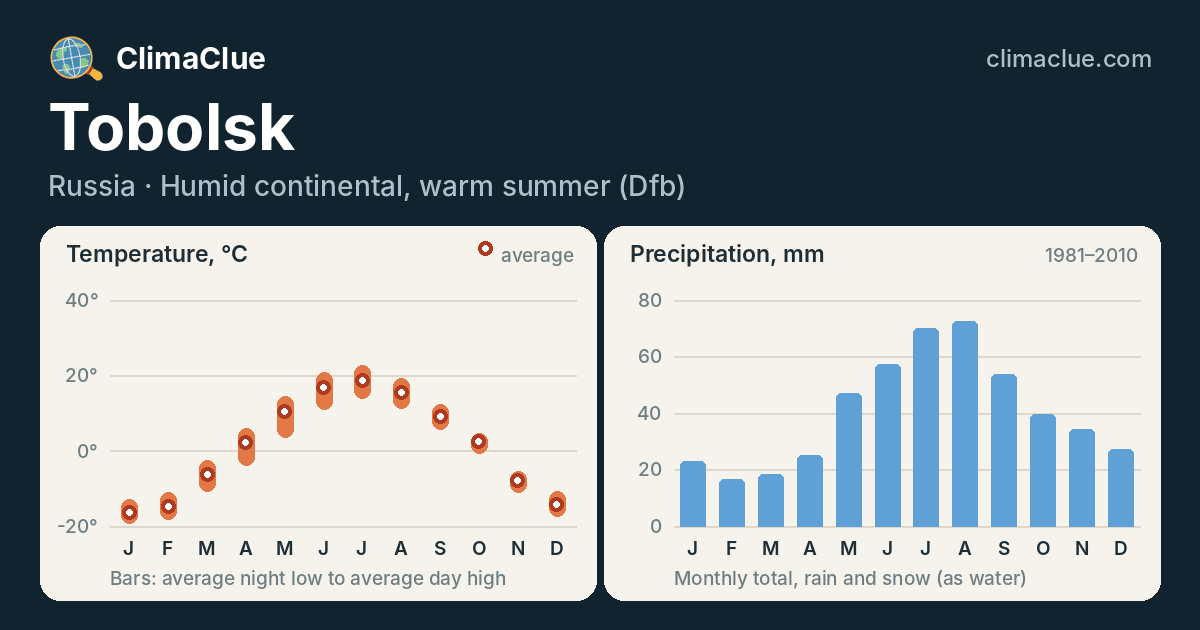 ClimaClue
climaclue.com
Tobolsk
Russia · Humid continental, warm summer (Dfb)
Temperature, °C
average
40°
20°
0°
-20°
J F M A M J J A S O N D
Bars: average night low to average day high
Precipitation, mm
1981–2010
80
60
40
20
0
J F M A M J J A S O N D
Monthly total, rain and snow (as water)